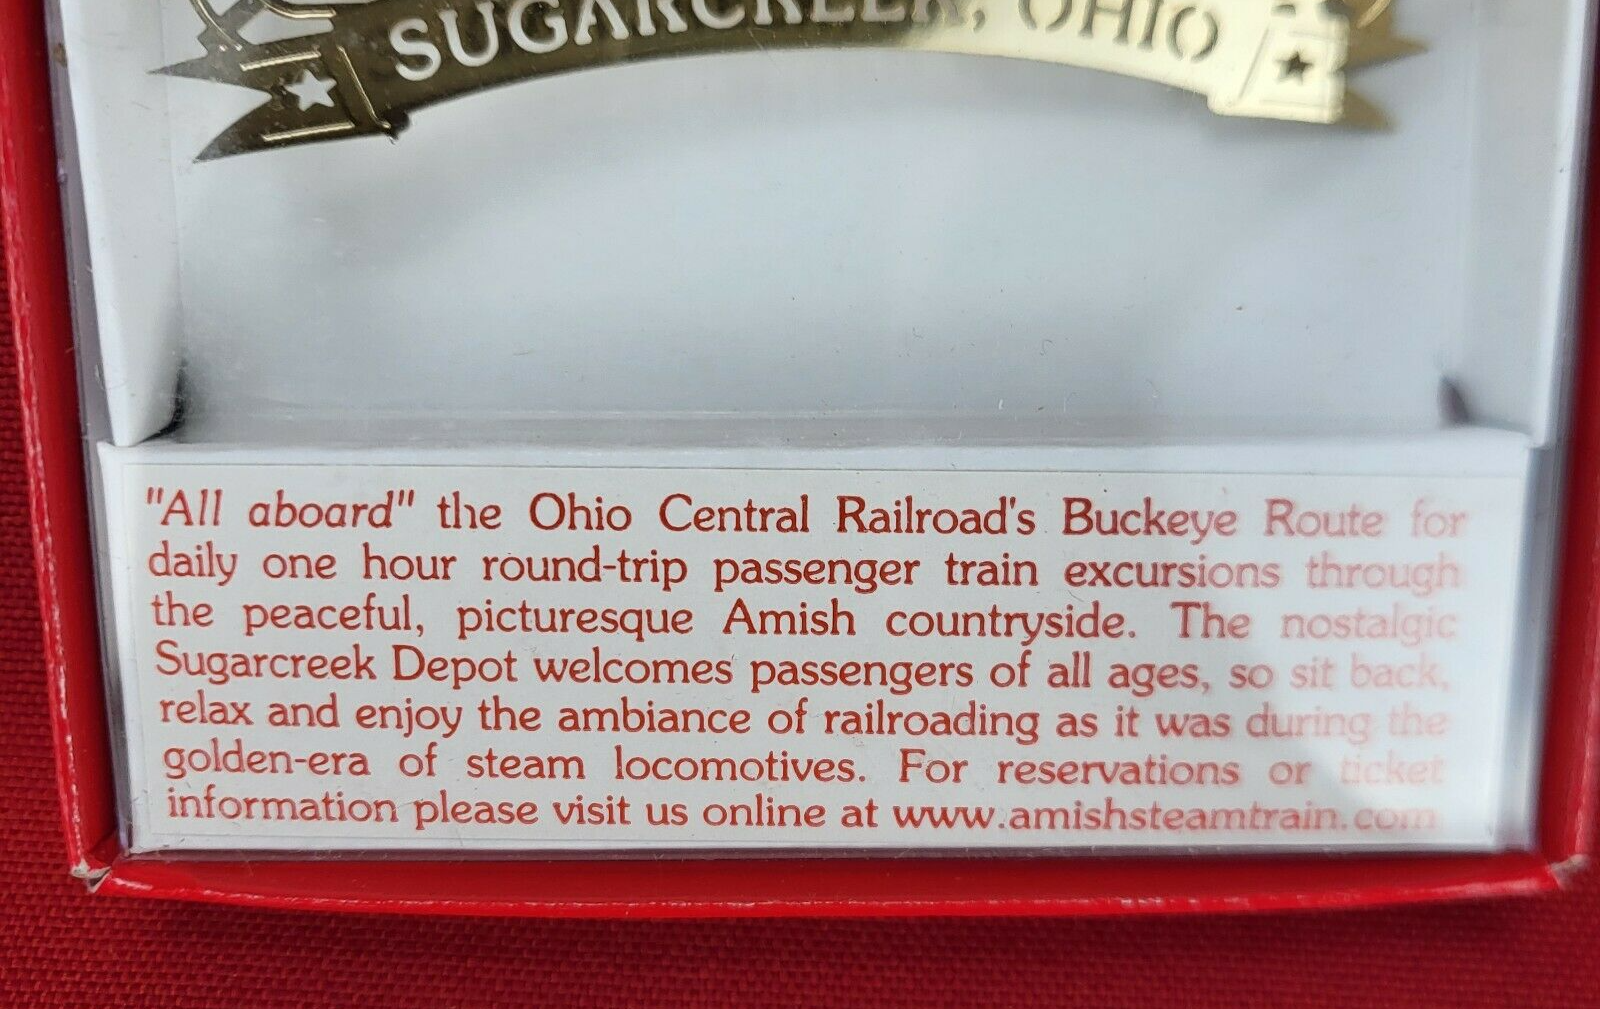 SUGARCREEK, OHIO
"All aboard" the Ohio Central Railroad's Buckeye Route for
daily one hour round-trip passenger train excursions through
the peaceful, picturesque Amish countryside. The nostalgic
Sugarcreek Depot welcomes passengers of all ages, so sit back,
relax and enjoy the ambiance of railroading as it was during the
golden-era of steam locomotives. For reservations or ticket
information please visit us online at www.amishsteamtrain.com